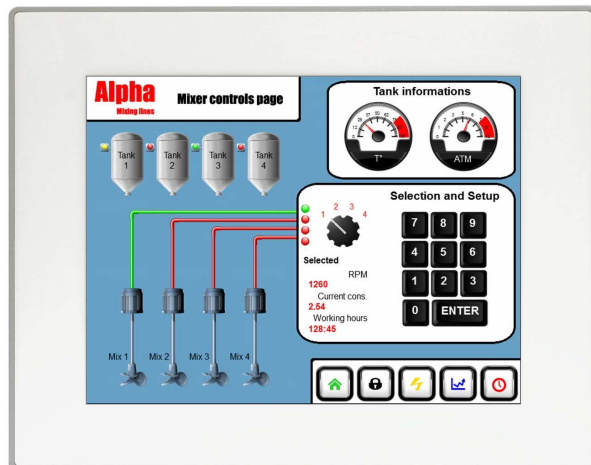 Alpha
Mixing lines
Mixer controls page
Tank informations
T°
ATM
Tank
1
Tank
2
Tank
3
Tank
4
Selection and Setup
1 2 3 4
Selected
RPM
1260
Current cons.
2.54
Working hours
128:45
7 8 9
4 5 6
1 2 3
0 ENTER
Mix 1 Mix 2 Mix 3 Mix 4